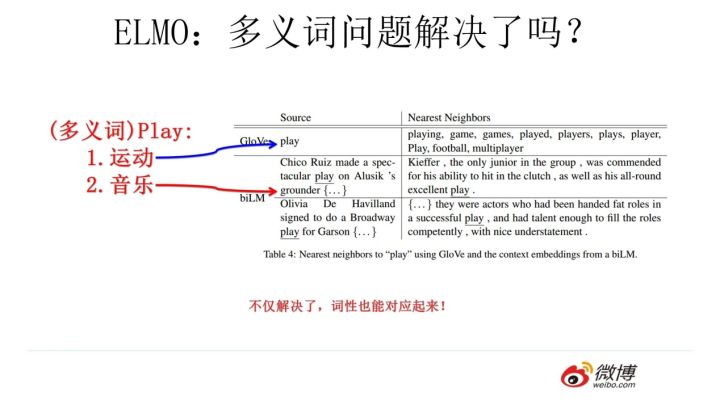 ELMO：多义词问题解决了吗？
(多义词)Play:
1.运动
2.音乐
Source Nearest Neighbors
GloVe play playing, game, games, played, players, plays, player,
Play, football, multiplayer
biLM
Chico Ruiz made a spec-
tacular play on Alusik 's
grounder {...}
Kieffer , the only junior in the group , was commended
for his ability to hit in the clutch , as well as his all-round
excellent play .
Olivia De Havilland
signed to do a Broadway
play for Garson {...}
{...} they were actors who had been handed fat roles in
a successful play , and had talent enough to fill the roles
competently , with nice understatement .
Table 4: Nearest neighbors to “play” using GloVe and the context embeddings from a biLM.
不仅解决了，词性也能对应起来！
微博
weibo.com